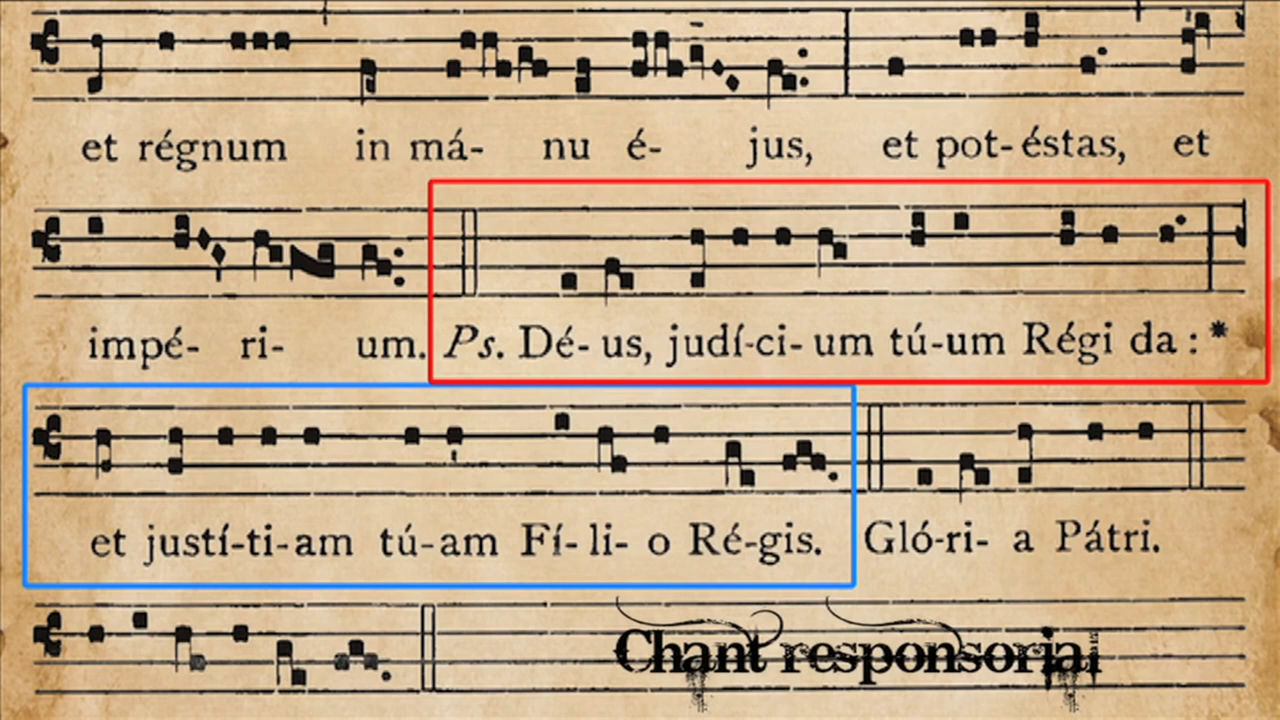 et régnum in má- nu é- jus, et pot-éstas, et
impé- ri- um. Ps. Dé- us, judí-ci- um tú-um Régi da : *
et justí-ti-am tú-am Fí- li- o Ré-gis. Gló-ri- a Pátri.
Chant responsorial